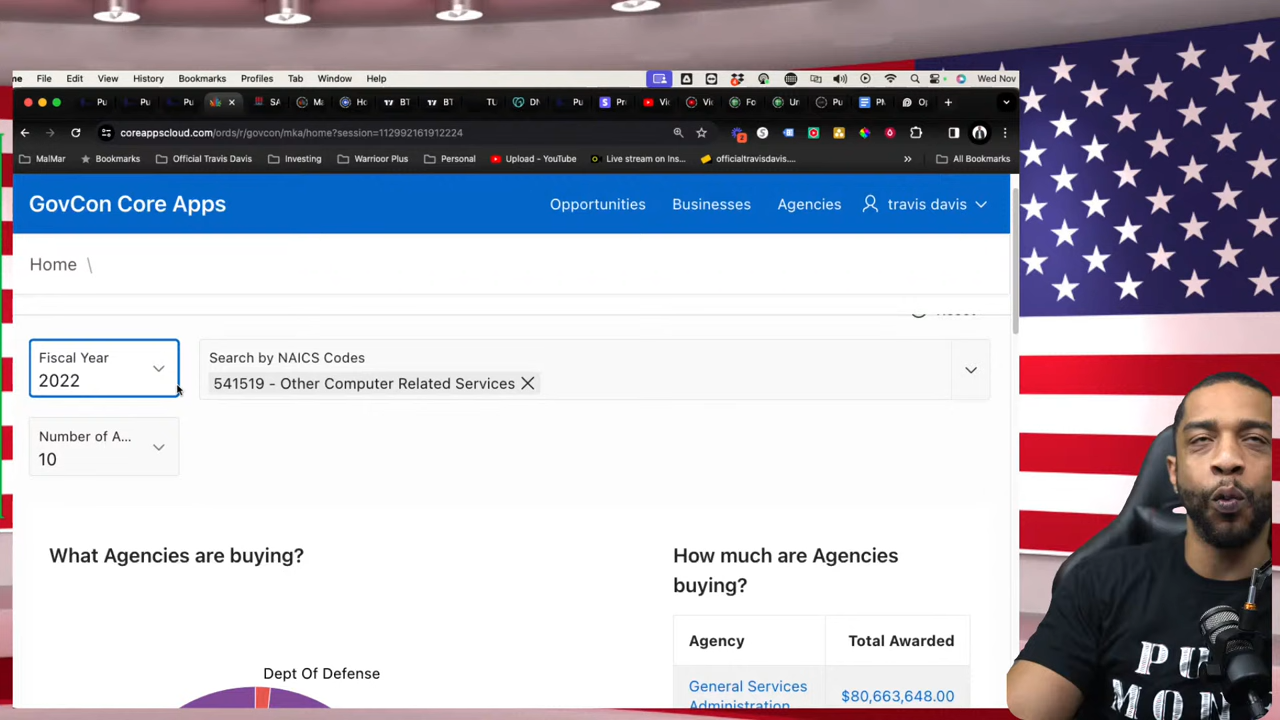 File Edit View History Bookmarks Profiles Tab Window Help Wed Nov
coreappscloud.com/ords/r/govcon/mka/home?session=112992161912224
MalMar Bookmarks Official Travis Davis Investing Warrioor Plus Personal Upload - YouTube Live stream on Ins... officialtravisdavis.... » All Bookmarks
GovCon Core Apps Opportunities Businesses Agencies travis davis
Home \
Fiscal Year
2022
Search by NAICS Codes
541519 - Other Computer Related Services
Number of A...
10
What Agencies are buying?
How much are Agencies
buying?
Dept Of Defense
Agency Total Awarded
General Services
Administration
$80,663,648.00
PU
MON